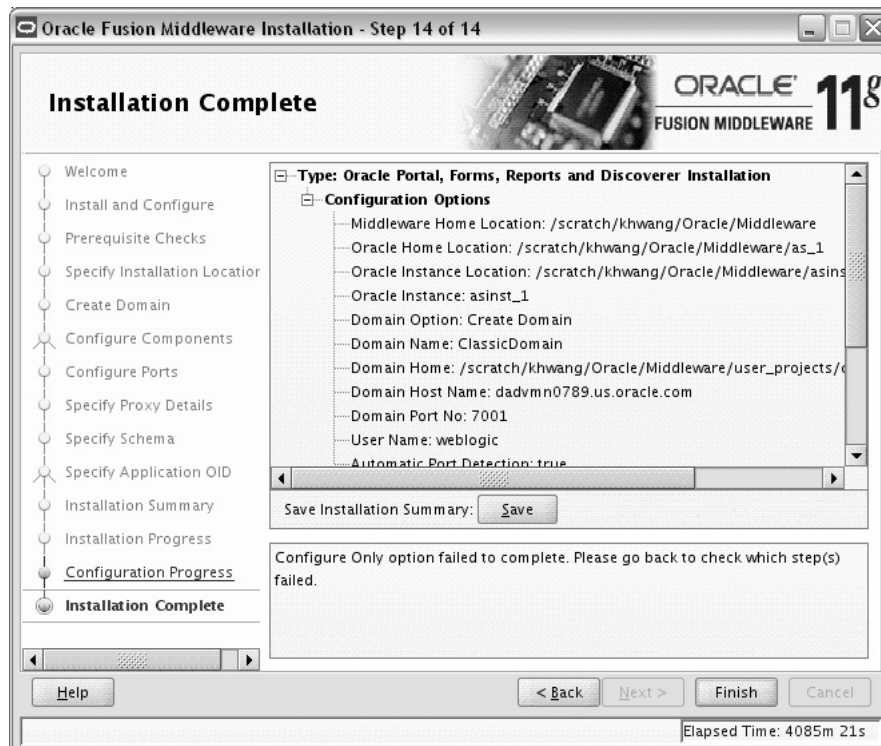 Oracle Fusion Middleware Installation - Step 14 of 14
Installation Complete
ORACLE 11g
FUSION MIDDLEWARE
Welcome
Install and Configure
Prerequisite Checks
Specify Installation Location
Create Domain
Configure Components
Configure Ports
Specify Proxy Details
Specify Schema
Specify Application OID
Installation Summary
Installation Progress
Configuration Progress
Installation Complete
Type: Oracle Portal, Forms, Reports and Discoverer Installation
Configuration Options
Middleware Home Location: /scratch/khwang/Oracle/Middleware
Oracle Home Location: /scratch/khwang/Oracle/Middleware/as_1
Oracle Instance Location: /scratch/khwang/Oracle/Middleware/asins
Oracle Instance: asinst_1
Domain Option: Create Domain
Domain Name: ClassicDomain
Domain Home: /scratch/khwang/Oracle/Middleware/user_projects/
Domain Host Name: dadvmn0789.us.oracle.com
Domain Port No: 7001
User Name: weblogic
Automatic Port Detection: true
Save Installation Summary: Save
Configure Only option failed to complete. Please go back to check which step(s)
failed.
Help
< Back Next > Finish Cancel
Elapsed Time: 4085m 21s